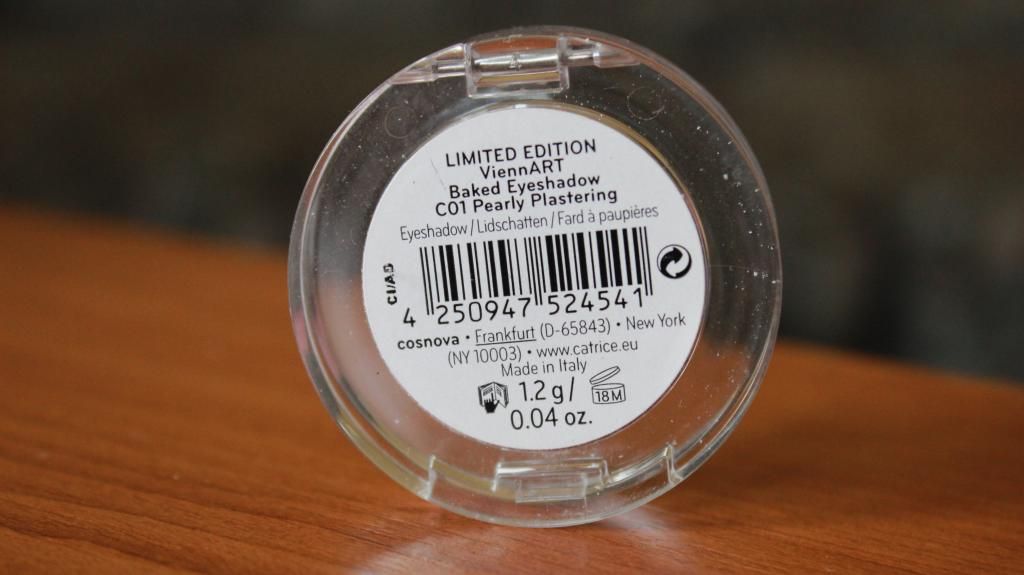 LIMITED EDITION
ViennART
Baked Eyeshadow
C01 Pearly Plastering
Eyeshadow / Lidschatten / Fard à paupières
CI/AB
4 250947 524541
cosnova • Frankfurt (D-65843) • New York
(NY 10003) • www.catrice.eu
Made in Italy
1.2 g /
18M
0.04 oz.